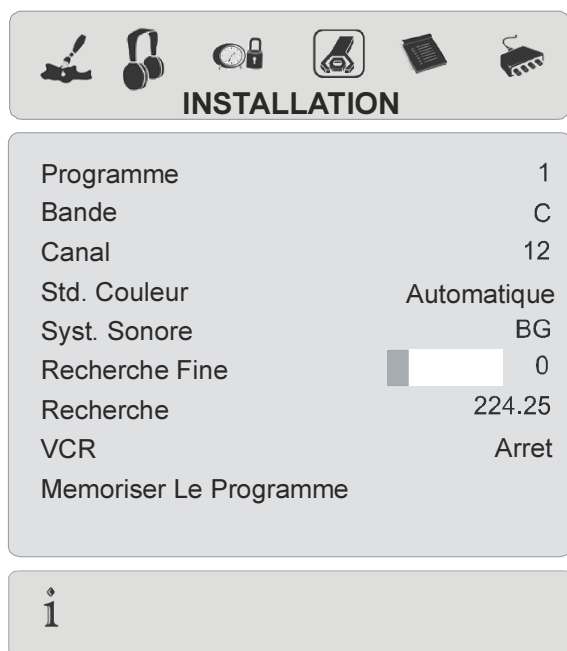 INSTALLATION
Programme 1
Bande C
Canal 12
Std. Couleur Automatique
Syst. Sonore BG
Recherche Fine 0
Recherche 224.25
VCR Arret
Memoriser Le Programme
i